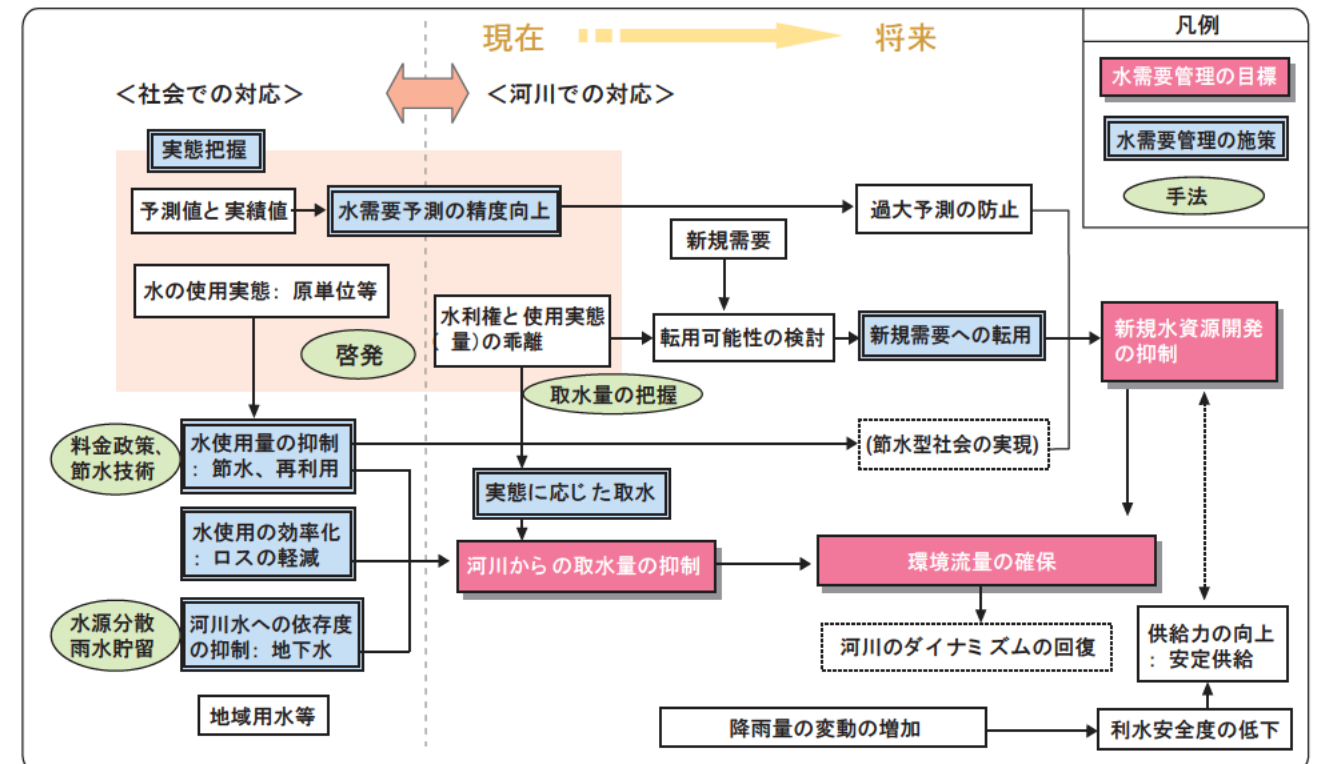 現在
将来
凡例
水需要管理の目標
水需要管理の施策
手法
＜社会での対応＞
＜河川での対応＞
実態把握
予測値と実績値
水需要予測の精度向上
過大予測の防止
新規需要
水の使用実態：原単位等
水利権と使用実態
（量）の乖離
転用可能性の検討
新規需要への転用
新規水資源開発
の抑制
啓発
取水量の把握
料金政策、
節水技術
水使用量の抑制
：節水、再利用
(節水型社会の実現)
実態に応じた取水
水使用の効率化
：ロスの軽減
河川からの取水量の抑制
環境流量の確保
水源分散
雨水貯留
河川水への依存度
の抑制：地下水
河川のダイナミズムの回復
供給力の向上
：安定供給
地域用水等
降雨量の変動の増加
利水安全度の低下